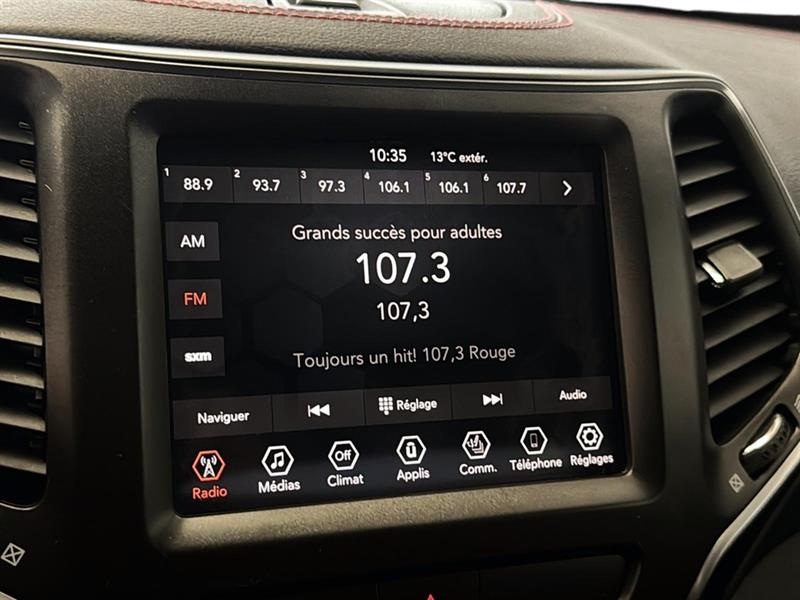 10:35 13°C extér.
1 88.9 2 93.7 3 97.3 4 106.1 5 106.1 6 107.7
AM
Grands succès pour adultes
107.3
FM
107,3
sxm
Toujours un hit! 107,3 Rouge
Naviguer Réglage Audio
Off ü
Radio Médias Climat Applis Comm. Téléphone Réglages